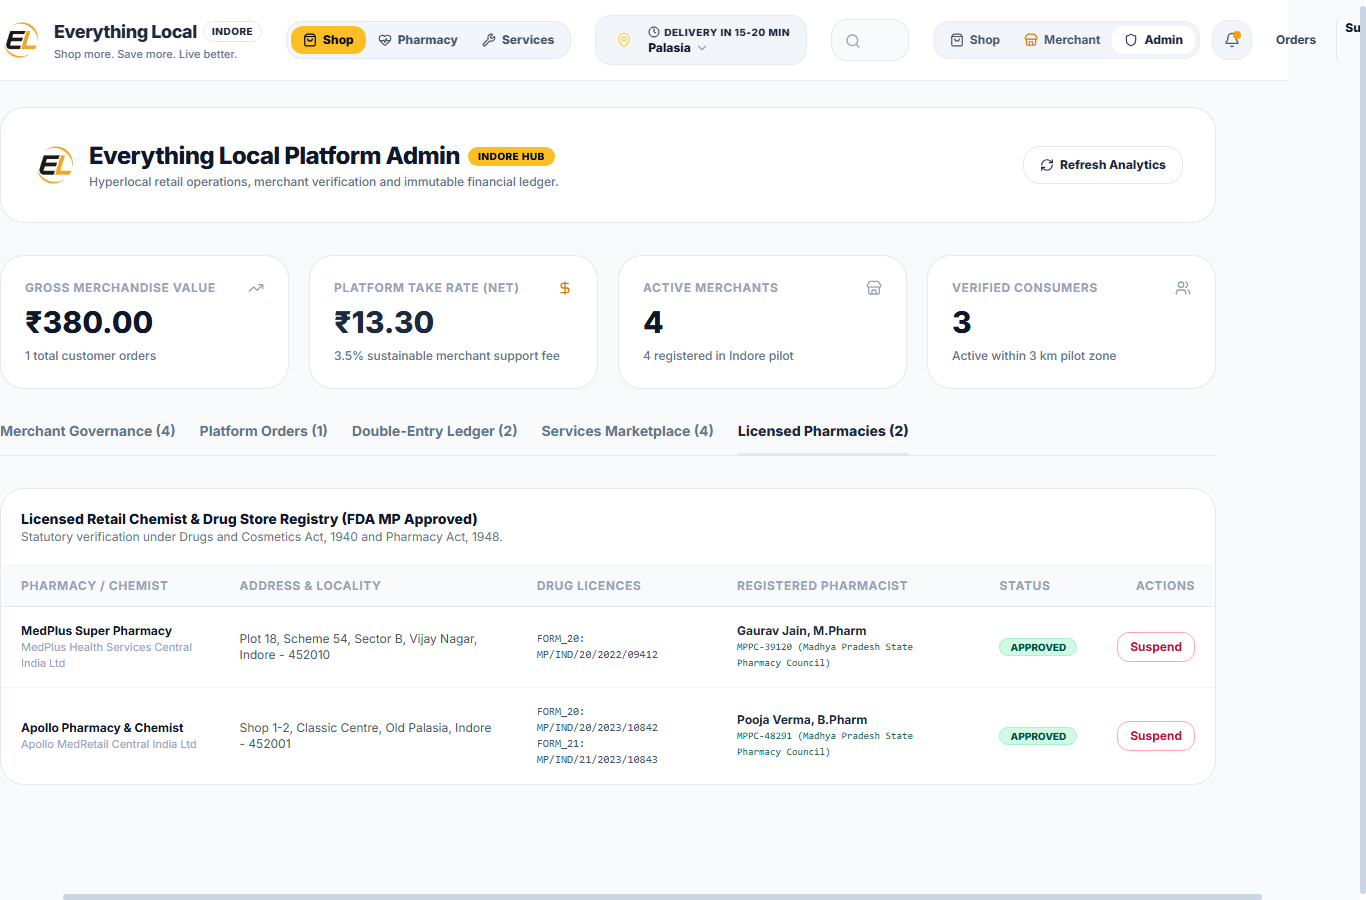 EL
Everything Local INDORE
Shop more. Save more. Live better.
Shop
Pharmacy
Services
DELIVERY IN 15-20 MIN
Palasia
Shop
Merchant
Admin
Orders
Su
EL
Everything Local Platform Admin INDORE HUB
Hyperlocal retail operations, merchant verification and immutable financial ledger.
Refresh Analytics
GROSS MERCHANDISE VALUE
₹380.00
1 total customer orders
PLATFORM TAKE RATE (NET)
$
₹13.30
3.5% sustainable merchant support fee
ACTIVE MERCHANTS
4
4 registered in Indore pilot
VERIFIED CONSUMERS
3
Active within 3 km pilot zone
Merchant Governance (4)
Platform Orders (1)
Double-Entry Ledger (2)
Services Marketplace (4)
Licensed Pharmacies (2)
Licensed Retail Chemist & Drug Store Registry (FDA MP Approved)
Statutory verification under Drugs and Cosmetics Act, 1940 and Pharmacy Act, 1948.
PHARMACY / CHEMIST
ADDRESS & LOCALITY
DRUG LICENCES
REGISTERED PHARMACIST
STATUS
ACTIONS
MedPlus Super Pharmacy
MedPlus Health Services Central
India Ltd
Plot 18, Scheme 54, Sector B, Vijay Nagar,
Indore - 452010
FORM_20:
MP/IND/20/2022/09412
Gaurav Jain, M.Pharm
MPPC-39120 (Madhya Pradesh State
Pharmacy Council)
APPROVED
Suspend
Apollo Pharmacy & Chemist
Apollo MedRetail Central India Ltd
Shop 1-2, Classic Centre, Old Palasia, Indore
- 452001
FORM_20:
MP/IND/20/2023/10842
FORM_21:
MP/IND/21/2023/10843
Pooja Verma, B.Pharm
MPPC-48291 (Madhya Pradesh State
Pharmacy Council)
APPROVED
Suspend